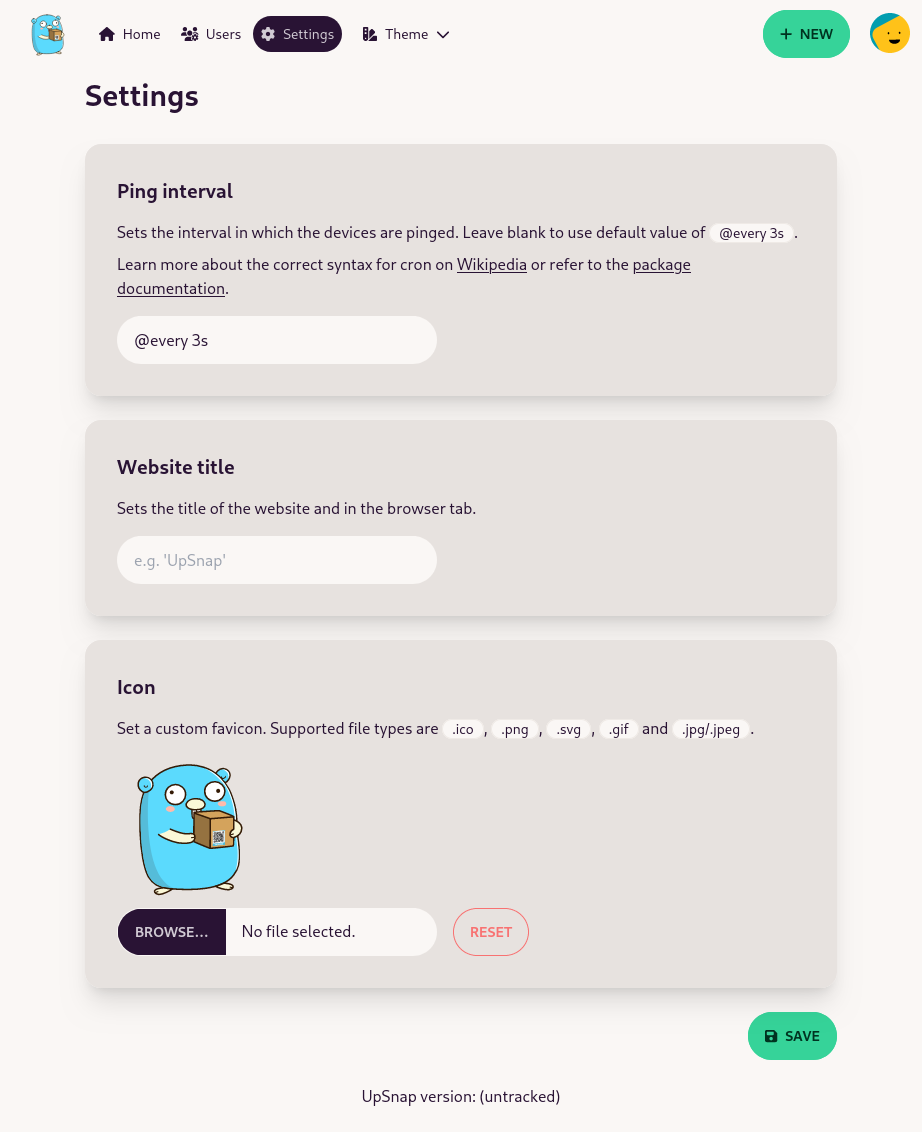 Home Users Settings Theme + NEW
Settings
Ping interval
Sets the interval in which the devices are pinged. Leave blank to use default value of @every 3s .
Learn more about the correct syntax for cron on Wikipedia or refer to the package
documentation.
@every 3s
Website title
Sets the title of the website and in the browser tab.
e.g. 'UpSnap'
Icon
Set a custom favicon. Supported file types are .ico , .png , .svg , .gif and .jpg/.jpeg .
BROWSE... No file selected. RESET
SAVE
UpSnap version: (untracked)